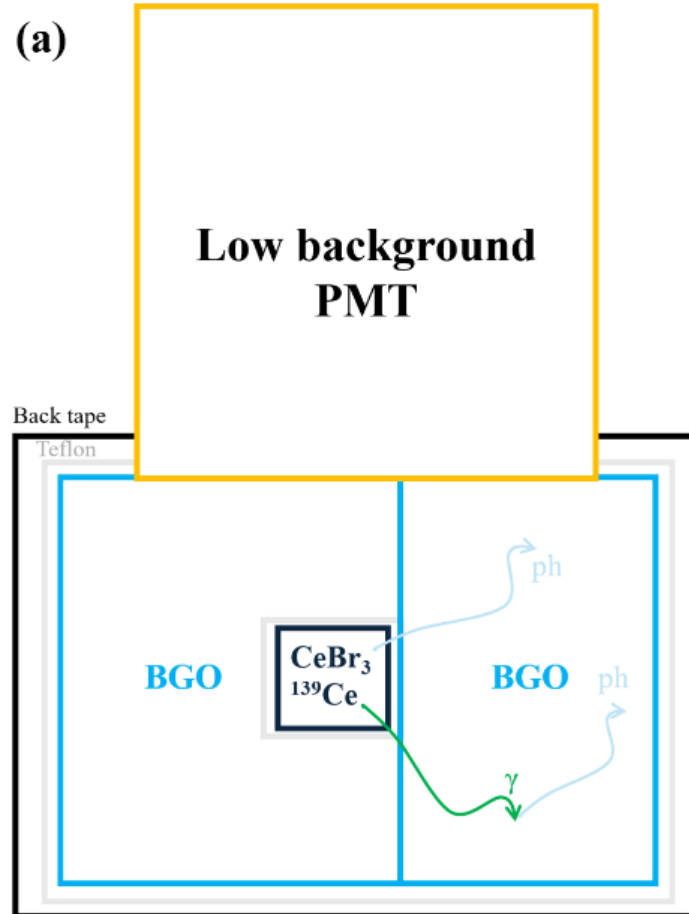 (a)
Low background
PMT
Back tape
Teflon
ph
CeBr₃
BGO
¹³⁹Ce
BGO
ph
γ